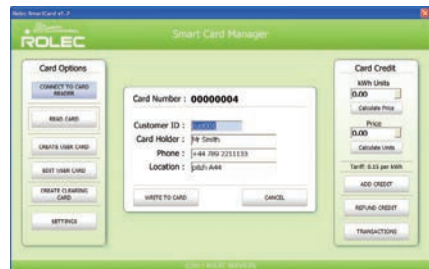 Rolec SmartCard v1.2
ROLEC
Smart Card Manager
Card Options
CONNECT TO CARD
READER
READ CARD
CREATE USER CARD
EDIT USER CARD
CREATE CLEARING
CARD
SETTINGS
Card Number : 00000004
Customer ID :
Card Holder : Mr Smith
Phone : +44 789 2211133
Location : pitch A44
WRITE TO CARD
CANCEL
Card Credit
kWh Units
0.00
Calculate Price
Price
0.00
Calculate Units
Tariff: 0.15 per kWh
ADD CREDIT
REFUND CREDIT
TRANSACTIONS
ROLEC SERVICES